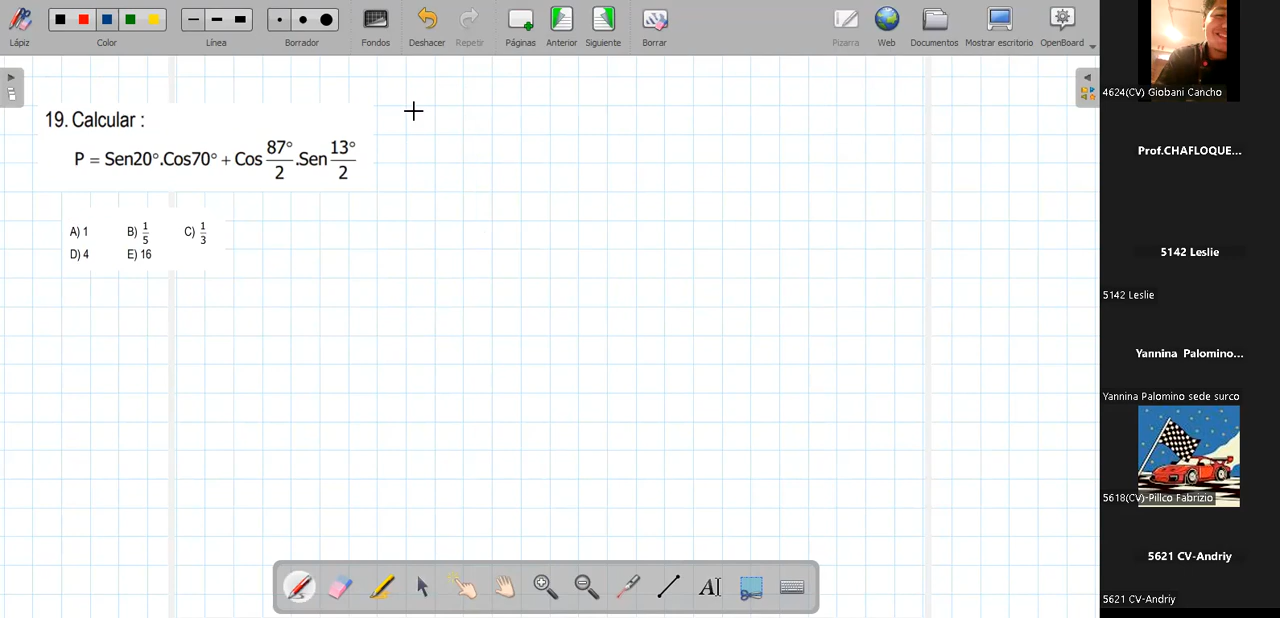 Lápiz
Color
Línea
Borrador
Fondos
Deshacer
Repetir
Páginas
Anterior
Siguiente
Borrar
Pizarra
Web
Documentos
Mostrar escritorio
OpenBoard
19. Calcular :
P = Sen20°.Cos70° + Cos 87°/2 .Sen 13°/2
A) 1 B) 1/5 C) 1/3
D) 4 E) 16
4624(CV) Giobani Cancho
Prof.CHAFLOQUE...
5142 Leslie
5142 Leslie
Yannina Palomino...
Yannina Palomino sede surco
5618(CV)-Pillco Fabrizio
5621 CV-Andriy
5621 CV-Andriy